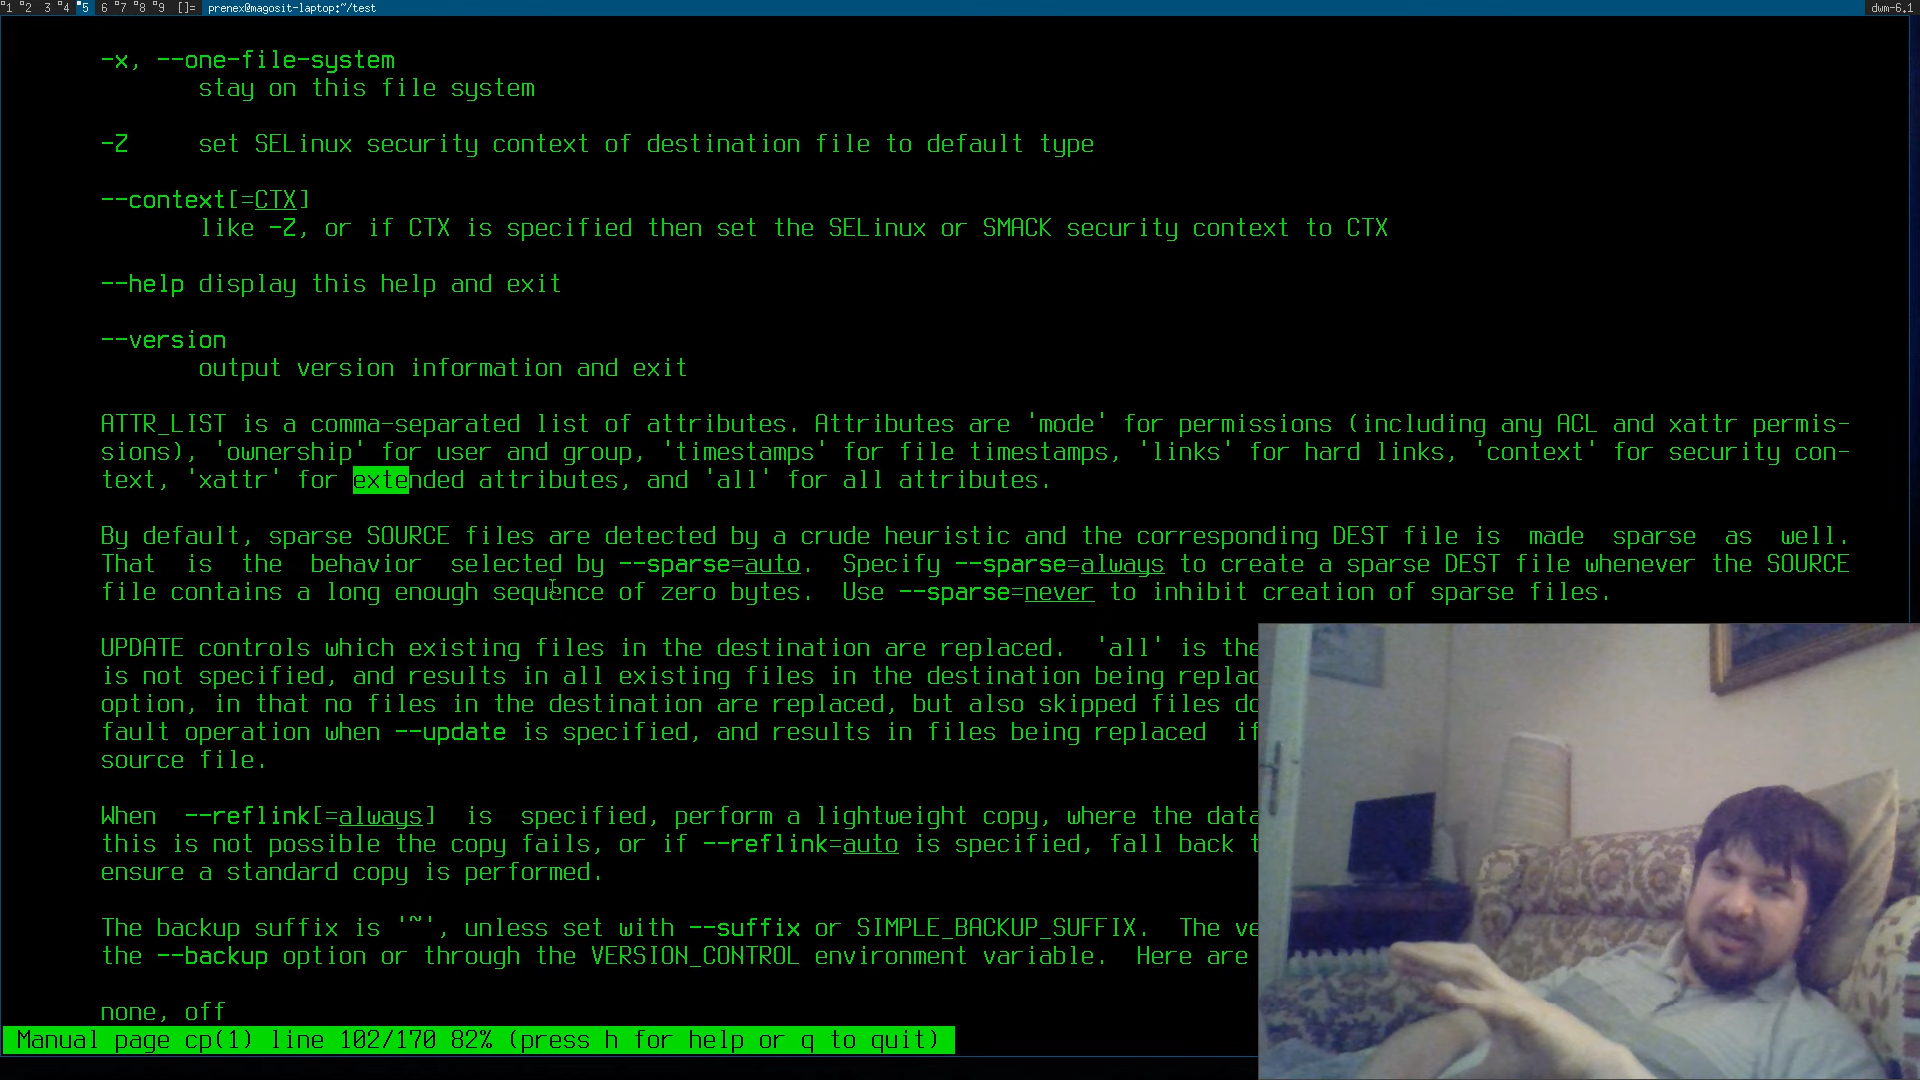 1 2 3 4 5 6 7 8 9 []= prenex@magosit-laptop:~/test dwm-6.1
-x, --one-file-system
stay on this file system
-Z set SELinux security context of destination file to default type
--context[=CTX]
like -Z, or if CTX is specified then set the SELinux or SMACK security context to CTX
--help display this help and exit
--version
output version information and exit
ATTR_LIST is a comma-separated list of attributes. Attributes are 'mode' for permissions (including any ACL and xattr permis-
sions), 'ownership' for user and group, 'timestamps' for file timestamps, 'links' for hard links, 'context' for security con-
text, 'xattr' for extended attributes, and 'all' for all attributes.
By default, sparse SOURCE files are detected by a crude heuristic and the corresponding DEST file is made sparse as well.
That is the behavior selected by --sparse=auto. Specify --sparse=always to create a sparse DEST file whenever the SOURCE
file contains a long enough sequence of zero bytes. Use --sparse=never to inhibit creation of sparse files.
UPDATE controls which existing files in the destination are replaced. 'all' is the
is not specified, and results in all existing files in the destination being replac
option, in that no files in the destination are replaced, but also skipped files do
fault operation when --update is specified, and results in files being replaced if
source file.
When --reflink[=always] is specified, perform a lightweight copy, where the data
this is not possible the copy fails, or if --reflink=auto is specified, fall back t
ensure a standard copy is performed.
The backup suffix is '~', unless set with --suffix or SIMPLE_BACKUP_SUFFIX. The ve
the --backup option or through the VERSION_CONTROL environment variable. Here are
none, off
Manual page cp(1) line 102/170 82% (press h for help or q to quit)